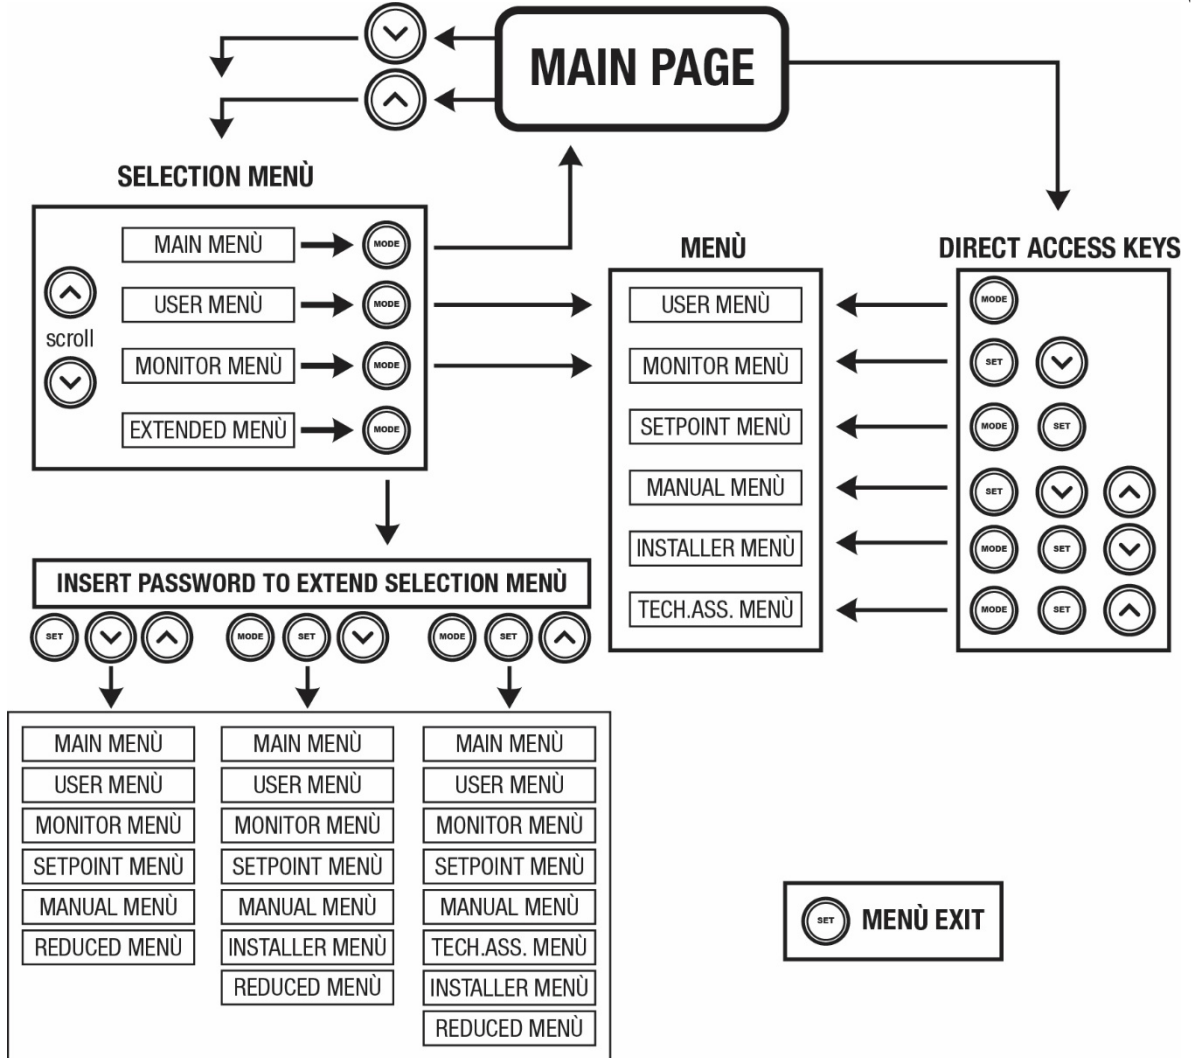 MAIN PAGE
SELECTION MENÙ
MAIN MENÙ MODE
USER MENÙ MODE
scroll
MONITOR MENÙ MODE
EXTENDED MENÙ MODE
MENÙ
USER MENÙ
MONITOR MENÙ
SETPOINT MENÙ
MANUAL MENÙ
INSTALLER MENÙ
TECH.ASS. MENÙ
DIRECT ACCESS KEYS
MODE
SET
MODE SET
SET
MODE SET
MODE SET
INSERT PASSWORD TO EXTEND SELECTION MENÙ
SET
MODE SET
MODE SET
MAIN MENÙ
USER MENÙ
MONITOR MENÙ
SETPOINT MENÙ
MANUAL MENÙ
REDUCED MENÙ
MAIN MENÙ
USER MENÙ
MONITOR MENÙ
SETPOINT MENÙ
MANUAL MENÙ
INSTALLER MENÙ
REDUCED MENÙ
MAIN MENÙ
USER MENÙ
MONITOR MENÙ
SETPOINT MENÙ
MANUAL MENÙ
TECH.ASS. MENÙ
INSTALLER MENÙ
REDUCED MENÙ
SET MENÙ EXIT